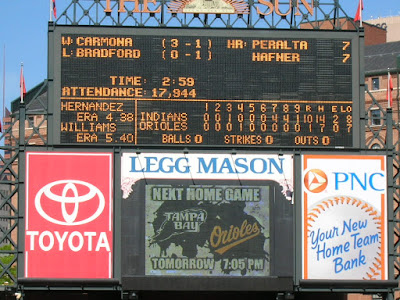 THE SUN
W: CARMONA (3-1) HR: PERALTA 7
L: BRADFORD (0-1) HAFNER 7
TIME: 2:59
ATTENDANCE: 17,944
HERNANDEZ 1 2 3 4 5 6 7 8 9 R H E LO
ERA 4.38 INDIANS
WILLIAMS ORIOLES
ERA 5.40 BALLS 0 STRIKES 0 OUTS 0
LEGG MASON
TOYOTA
NEXT HOME GAME
TAMPA BAY
Orioles
TOMORROW 7:05 PM
PNC
Your New
Home Team
Bank